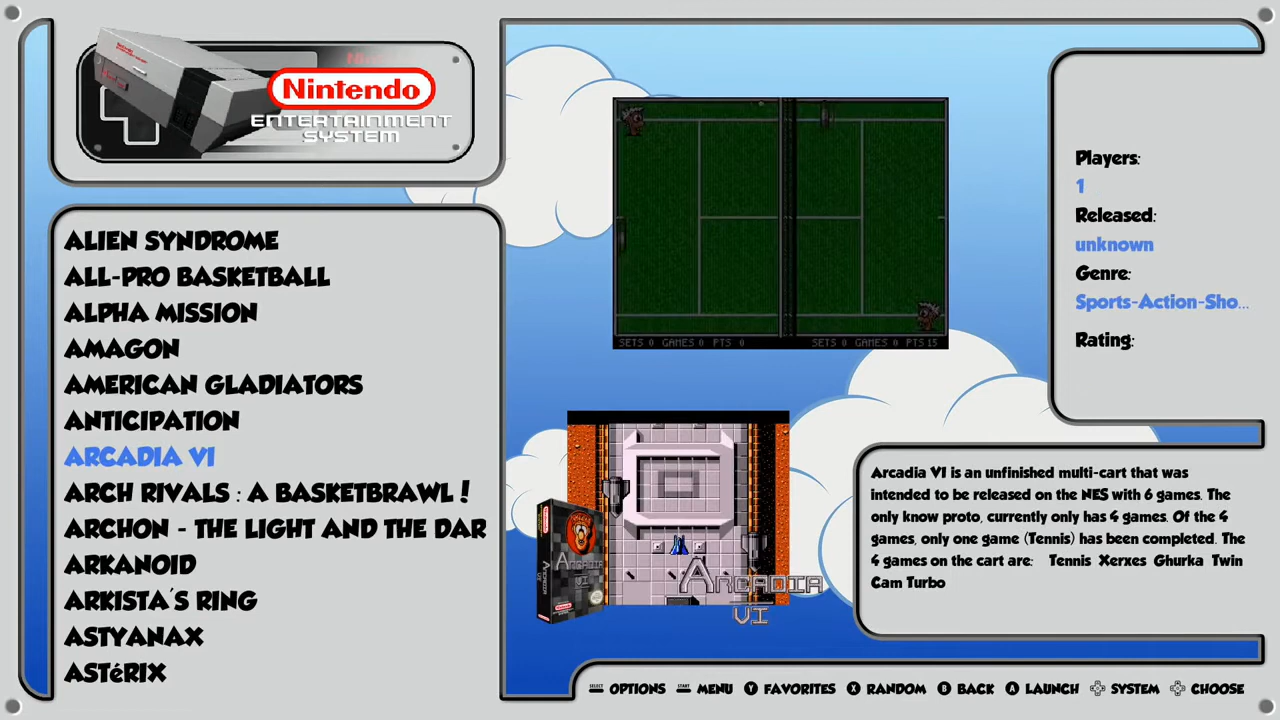 Nintendo
ENTERTAINMENT
SYSTEM
ALIEN SYNDROME
ALL-PRO BASKETBALL
ALPHA MISSION
AMAGON
AMERICAN GLADIATORS
ANTICIPATION
ARCADIA VI
ARCH RIVALS : A BASKETBRAWL!
ARCHON - THE LIGHT AND THE DAR
ARKANOID
ARKISTA'S RING
ASTYANAX
ASTéRIX
SETS 0 GAMES 0 PTS 0 SETS 0 GAMES 0 PTS 15
ARCADIA
VI
ARCADIA
VI
Players:
1
Released:
unknown
Genre:
Sports-Action-Sho...
Rating:
Arcadia VI is an unfinished multi-cart that was
intended to be released on the NES with 6 games. The
only know proto, currently only has 4 games. Of the 4
games, only one game (Tennis) has been completed. The
4 games on the cart are: Tennis Xerxes Ghurka Twin
Cam Turbo
SELECT OPTIONS START MENU Y FAVORITES X RANDOM B BACK A LAUNCH SYSTEM CHOOSE